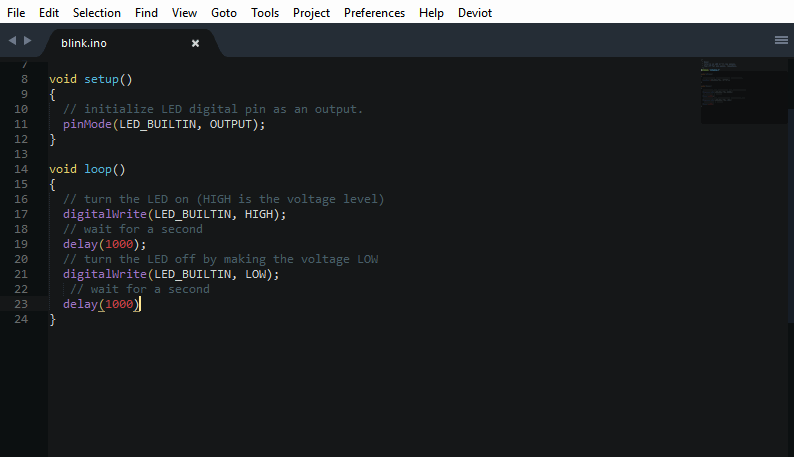 File Edit Selection Find View Goto Tools Project Preferences Help Deviot
blink.ino
7
8 void setup()
9 {
10 // initialize LED digital pin as an output.
11 pinMode(LED_BUILTIN, OUTPUT);
12 }
13
14 void loop()
15 {
16 // turn the LED on (HIGH is the voltage level)
17 digitalWrite(LED_BUILTIN, HIGH);
18 // wait for a second
19 delay(1000);
20 // turn the LED off by making the voltage LOW
21 digitalWrite(LED_BUILTIN, LOW);
22 // wait for a second
23 delay(1000)
24 }